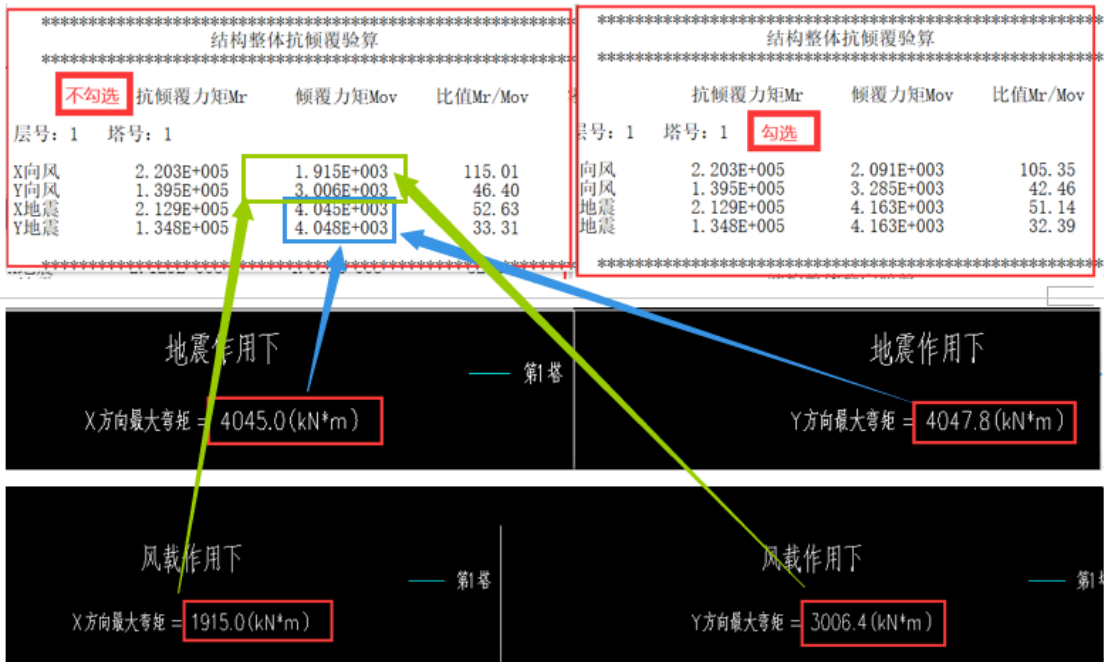 ************************************************
结构整体抗倾覆验算
************************************************
不勾选 抗倾覆力矩Mr 倾覆力矩Mov 比值Mr/Mov
层号: 1 塔号: 1
X向风 2.203E+005 1.915E+003 115.01
Y向风 1.395E+005 3.006E+003 46.40
X地震 2.129E+005 4.045E+003 52.63
Y地震 1.348E+005 4.048E+003 33.31
************************************************
************************************************
结构整体抗倾覆验算
************************************************
抗倾覆力矩Mr 倾覆力矩Mov 比值Mr/Mov
层号: 1 塔号: 1 勾选
向风 2.203E+005 2.091E+003 105.35
向风 1.395E+005 3.285E+003 42.46
地震 2.129E+005 4.163E+003 51.14
地震 1.348E+005 4.163E+003 32.39
************************************************
地震作用下
第1塔
X方向最大弯矩 = 4045.0(kN*m)
地震作用下
Y方向最大弯矩 = 4047.8(kN*m)
风载作用下
第1塔
X方向最大弯矩 = 1915.0(kN*m)
风载作用下
第1塔
Y方向最大弯矩 = 3006.4(kN*m)